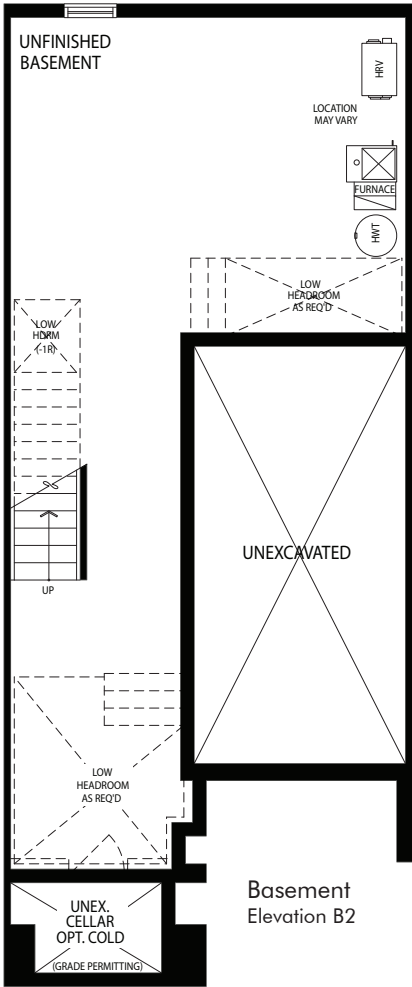 UNFINISHED
BASEMENT
HRV
LOCATION
MAY VARY
FURNACE
HWT
LOW
HEADROOM
AS REQ'D
LOW
HDRM
(-1R)
UNEXCAVATED
UP
LOW
HEADROOM
AS REQ'D
UNEX.
CELLAR
OPT. COLD
(GRADE PERMITTING)
Basement
Elevation B2